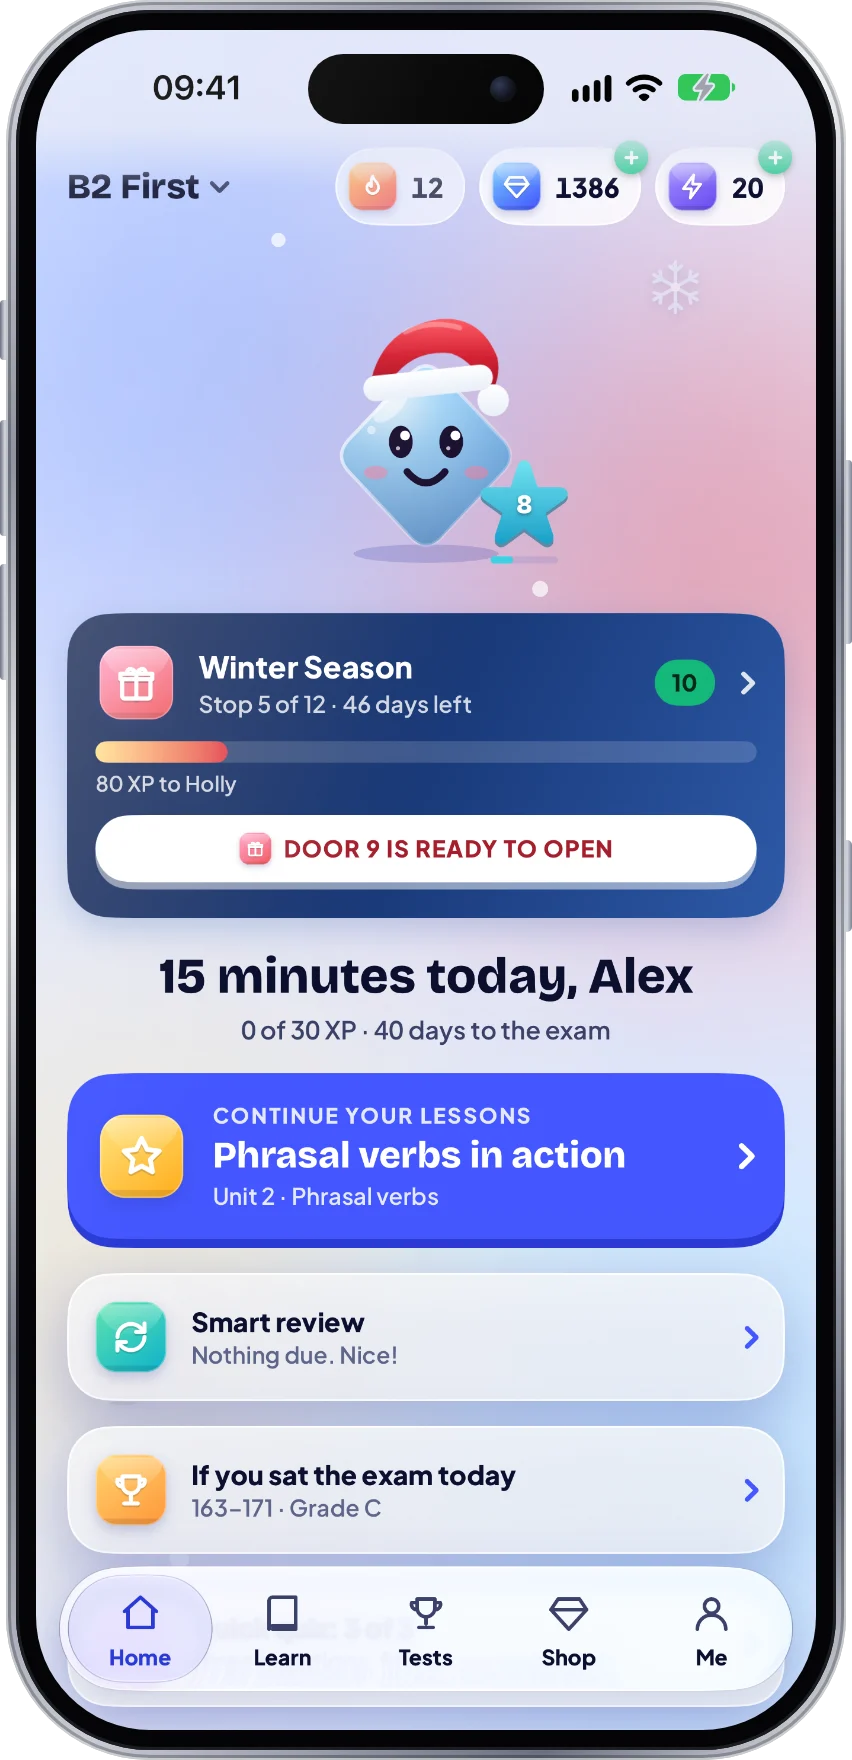 09:41
B2 First
12
1386
20
8
Winter Season
Stop 5 of 12 · 46 days left
10
80 XP to Holly
DOOR 9 IS READY TO OPEN
15 minutes today, Alex
0 of 30 XP · 40 days to the exam
CONTINUE YOUR LESSONS
Phrasal verbs in action
Unit 2 · Phrasal verbs
Smart review
Nothing due. Nice!
If you sat the exam today
163–171 · Grade C
Home
Learn
Tests
Shop
Me